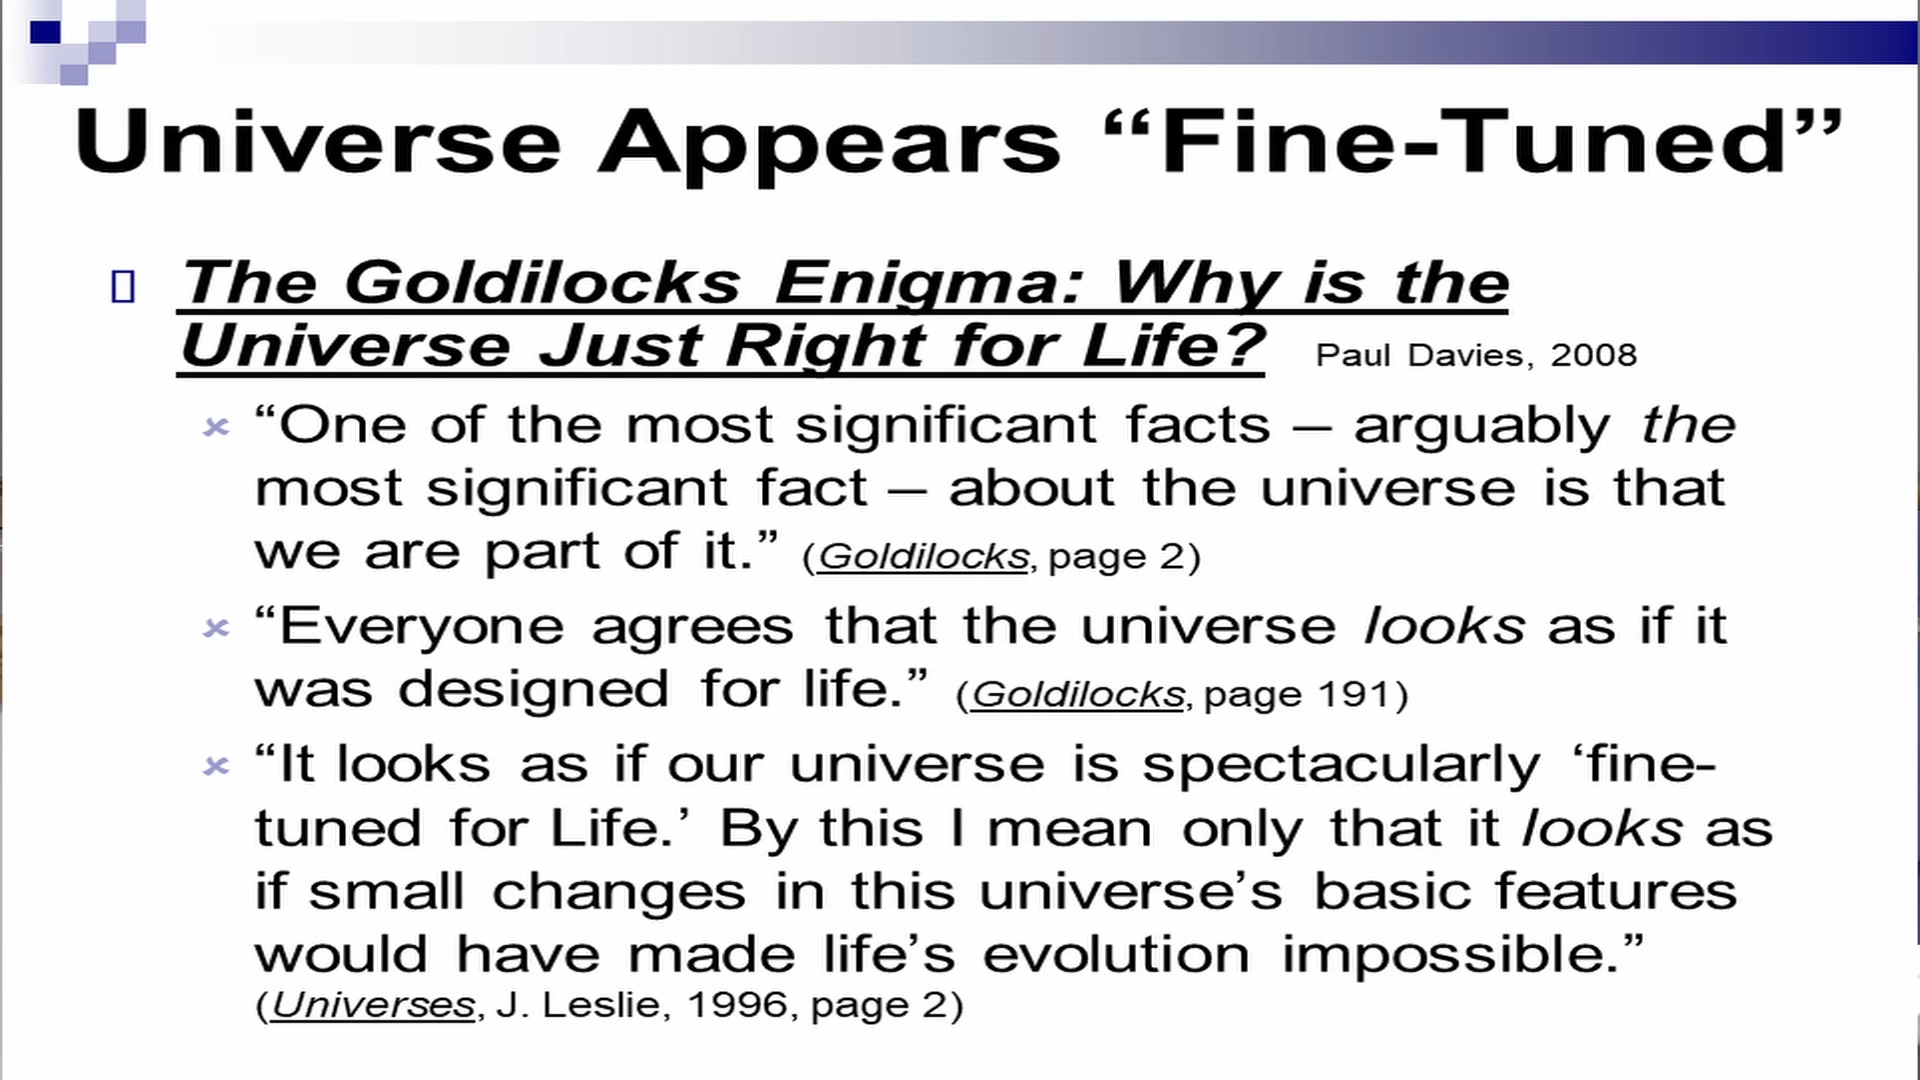 Universe Appears “Fine-Tuned”
The Goldilocks Enigma: Why is the
Universe Just Right for Life? Paul Davies, 2008
“One of the most significant facts – arguably the
most significant fact – about the universe is that
we are part of it.” (Goldilocks, page 2)
“Everyone agrees that the universe looks as if it
was designed for life.” (Goldilocks, page 191)
“It looks as if our universe is spectacularly ‘fine-
tuned for Life.’ By this I mean only that it looks as
if small changes in this universe’s basic features
would have made life’s evolution impossible.”
(Universes, J. Leslie, 1996, page 2)